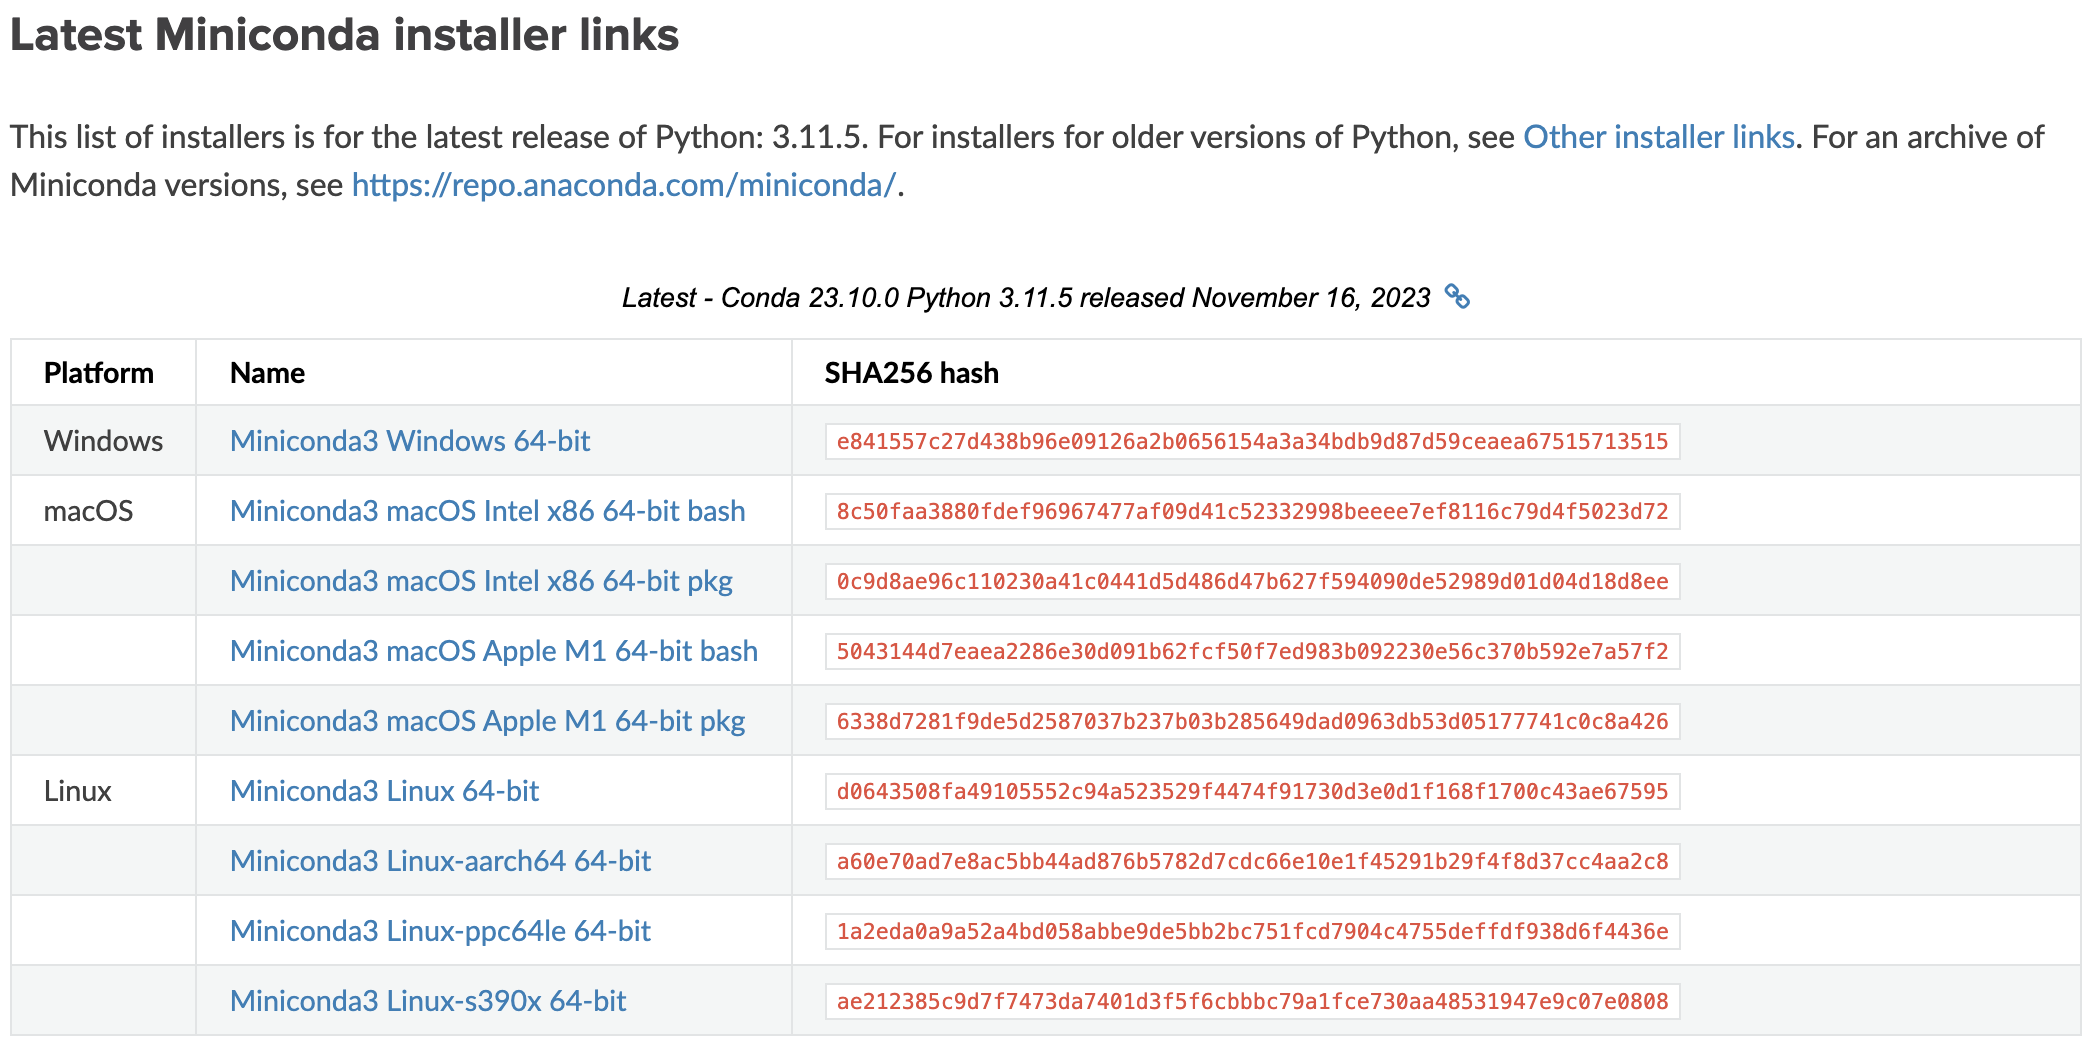 Latest Miniconda installer links
This list of installers is for the latest release of Python: 3.11.5. For installers for older versions of Python, see Other installer links. For an archive of
Miniconda versions, see https://repo.anaconda.com/miniconda/.
Latest - Conda 23.10.0 Python 3.11.5 released November 16, 2023
Platform Name SHA256 hash
Windows Miniconda3 Windows 64-bit e841557c27d438b96e09126a2b0656154a3a34bdb9d87d59ceaea67515713515
macOS Miniconda3 macOS Intel x86 64-bit bash 8c50faa3880fdef96967477af09d41c52332998beeee7ef8116c79d4f5023d72
Miniconda3 macOS Intel x86 64-bit pkg 0c9d8ae96c110230a41c0441d5d486d47b627f594090de52989d01d04d18d8ee
Miniconda3 macOS Apple M1 64-bit bash 5043144d7eaea2286e30d091b62fcf50f7ed983b092230e56c370b592e7a57f2
Miniconda3 macOS Apple M1 64-bit pkg 6338d7281f9de5d2587037b237b03b285649dad0963db53d05177741c0c8a426
Linux Miniconda3 Linux 64-bit d0643508fa49105552c94a523529f4474f91730d3e0d1f168f1700c43ae67595
Miniconda3 Linux-aarch64 64-bit a60e70ad7e8ac5bb44ad876b5782d7cdc66e10e1f45291b29f4f8d37cc4aa2c8
Miniconda3 Linux-ppc64le 64-bit 1a2eda0a9a52a4bd058abbe9de5bb2bc751fcd7904c4755deffdf938d6f4436e
Miniconda3 Linux-s390x 64-bit ae212385c9d7f7473da7401d3f5f6cbbbc79a1fce730aa48531947e9c07e0808